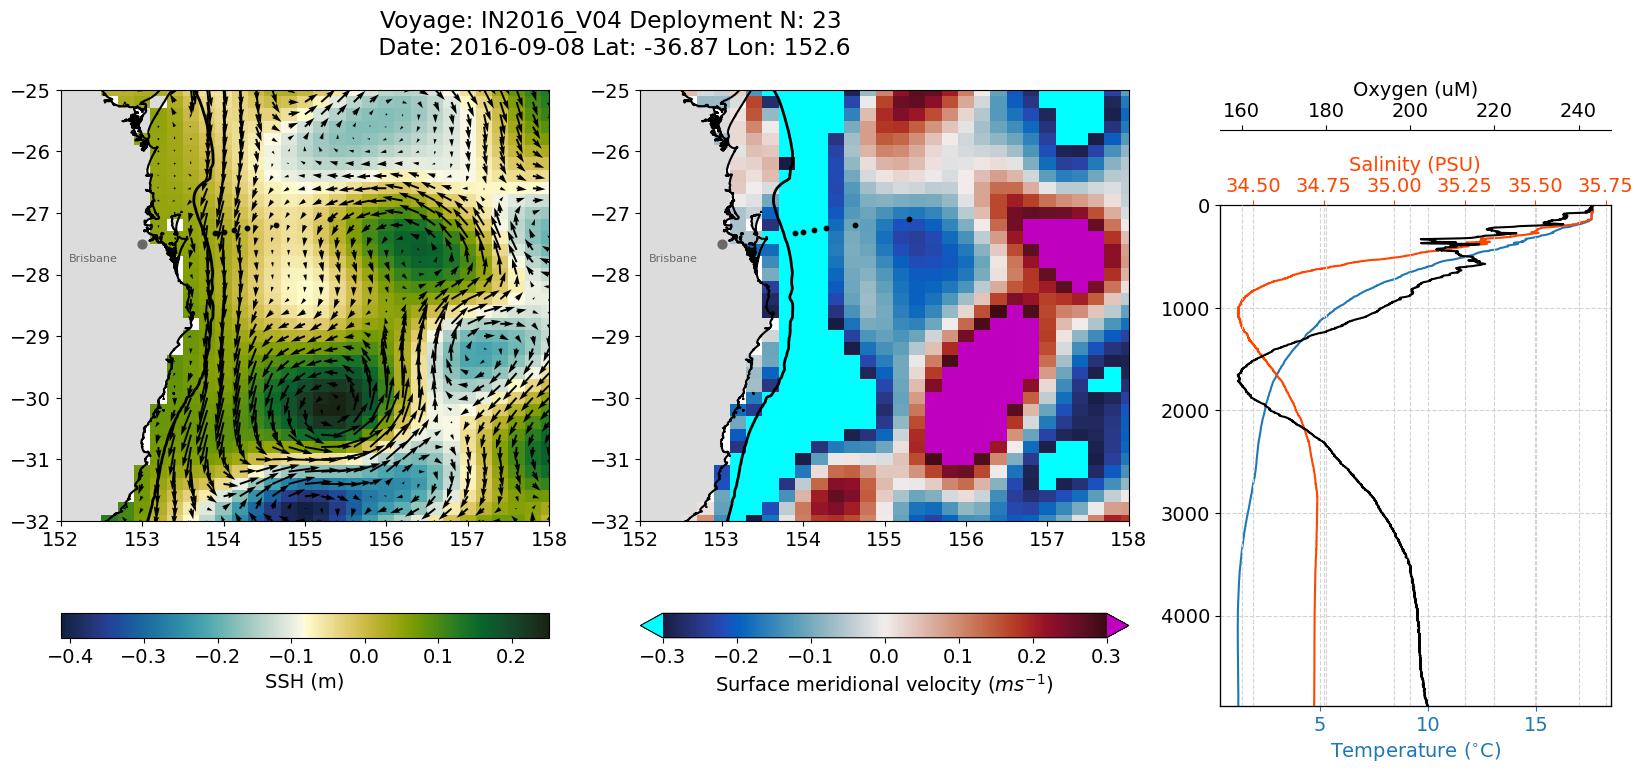 Voyage: IN2016_V04 Deployment N: 23
Date: 2016-09-08 Lat: -36.87 Lon: 152.6
−25
−26
−27
−28
−29
−30
−31
−32
152 153 154 155 156 157 158
Brisbane
−0.4 −0.3 −0.2 −0.1 0.0 0.1 0.2
SSH (m)
−25
−26
−27
−28
−29
−30
−31
−32
152 153 154 155 156 157 158
Brisbane
−0.3 −0.2 −0.1 0.0 0.1 0.2 0.3
Surface meridional velocity (ms⁻¹)
Oxygen (uM)
160 180 200 220 240
Salinity (PSU)
34.50 34.75 35.00 35.25 35.50 35.75
0
1000
2000
3000
4000
5 10 15
Temperature (°C)